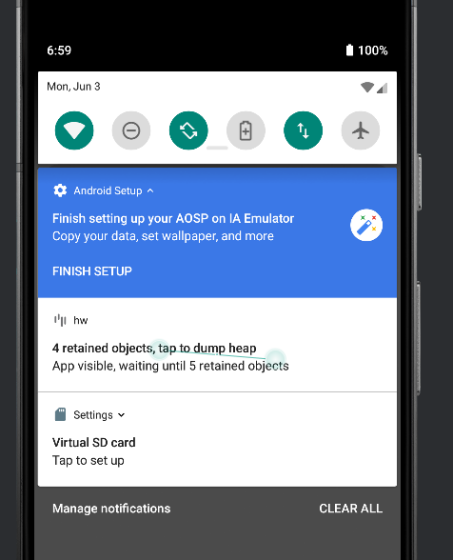 6:59
100%
Mon, Jun 3
Android Setup
Finish setting up your AOSP on IA Emulator
Copy your data, set wallpaper, and more
FINISH SETUP
hw
4 retained objects, tap to dump heap
App visible, waiting until 5 retained objects
Settings
Virtual SD card
Tap to set up
Manage notifications
CLEAR ALL